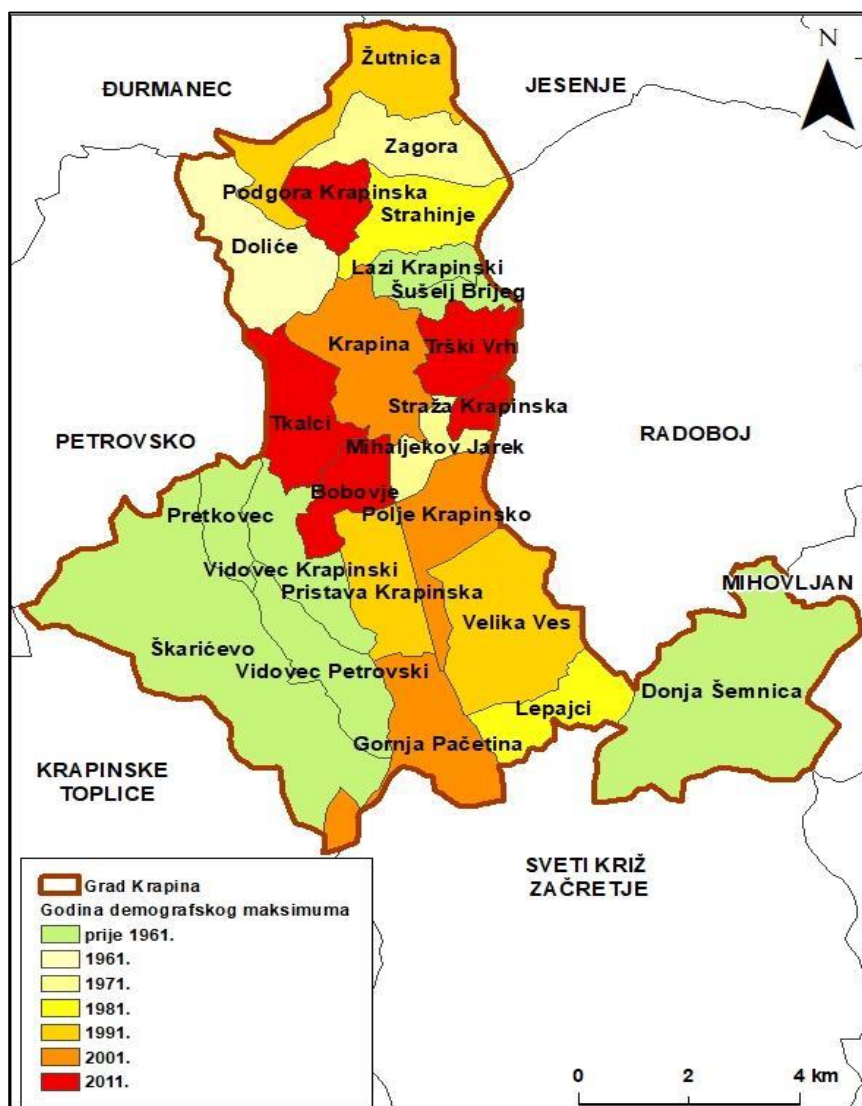 N
Žutnica
ĐURMANEC
JESENJE
Zagora
Podgora Krapinska
Strahinje
Doliće
Lazi Krapinski
Šušelj Brijeg
Krapina
Trški Vrh
Straža Krapinska
Tkalci
PETROVSKO
RADOBOJ
Mihaljekov Jarek
Bobovje
Pretkovec
Polje Krapinsko
Vidovec Krapinski
MIHOVLJAN
Pristava Krapinska
Velika Ves
Škarićevo
Vidovec Petrovski
Donja Šemnica
Lepajci
Gornja Pačetina
KRAPINSKE
TOPLICE
SVETI KRIŽ
ZAČRETJE
Grad Krapina
Godina demografskog maksimuma
prije 1961.
1961.
1971.
1981.
1991.
2001.
2011.
0 2 4 km